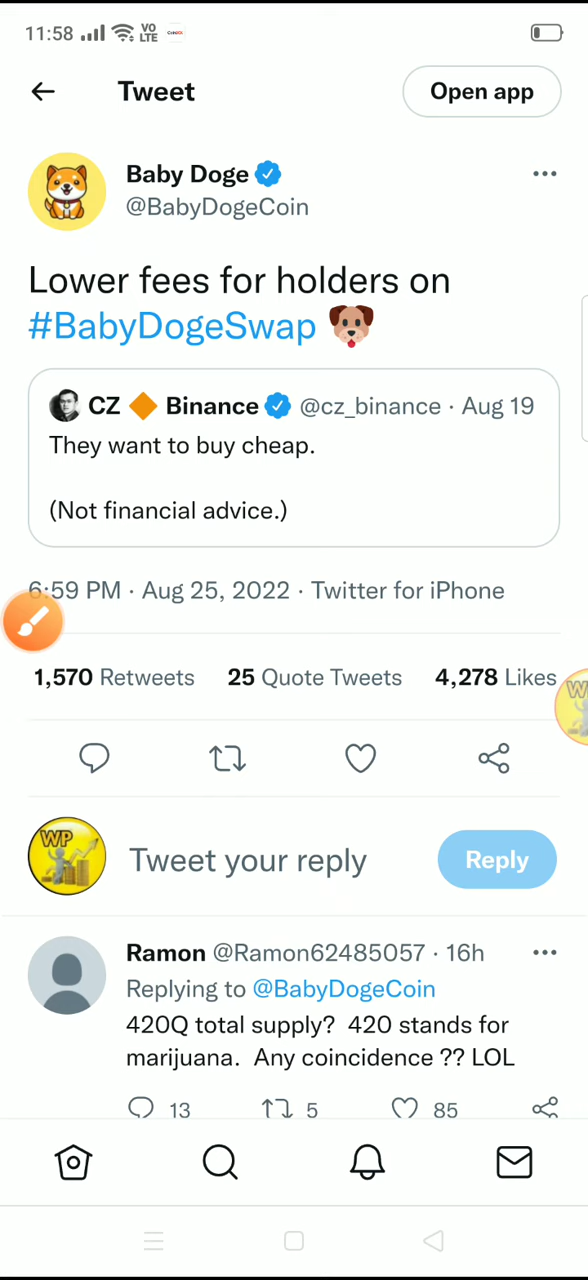 11:58 VO LTE
Tweet Open app
Baby Doge
@BabyDogeCoin
Lower fees for holders on
#BabyDogeSwap
CZ Binance @cz_binance · Aug 19
They want to buy cheap.
(Not financial advice.)
6:59 PM · Aug 25, 2022 · Twitter for iPhone
1,570 Retweets 25 Quote Tweets 4,278 Likes
W
WP
Tweet your reply Reply
Ramon @Ramon62485057 · 16h
Replying to @BabyDogeCoin
420Q total supply? 420 stands for
marijuana. Any coincidence ?? LOL
13 5 85